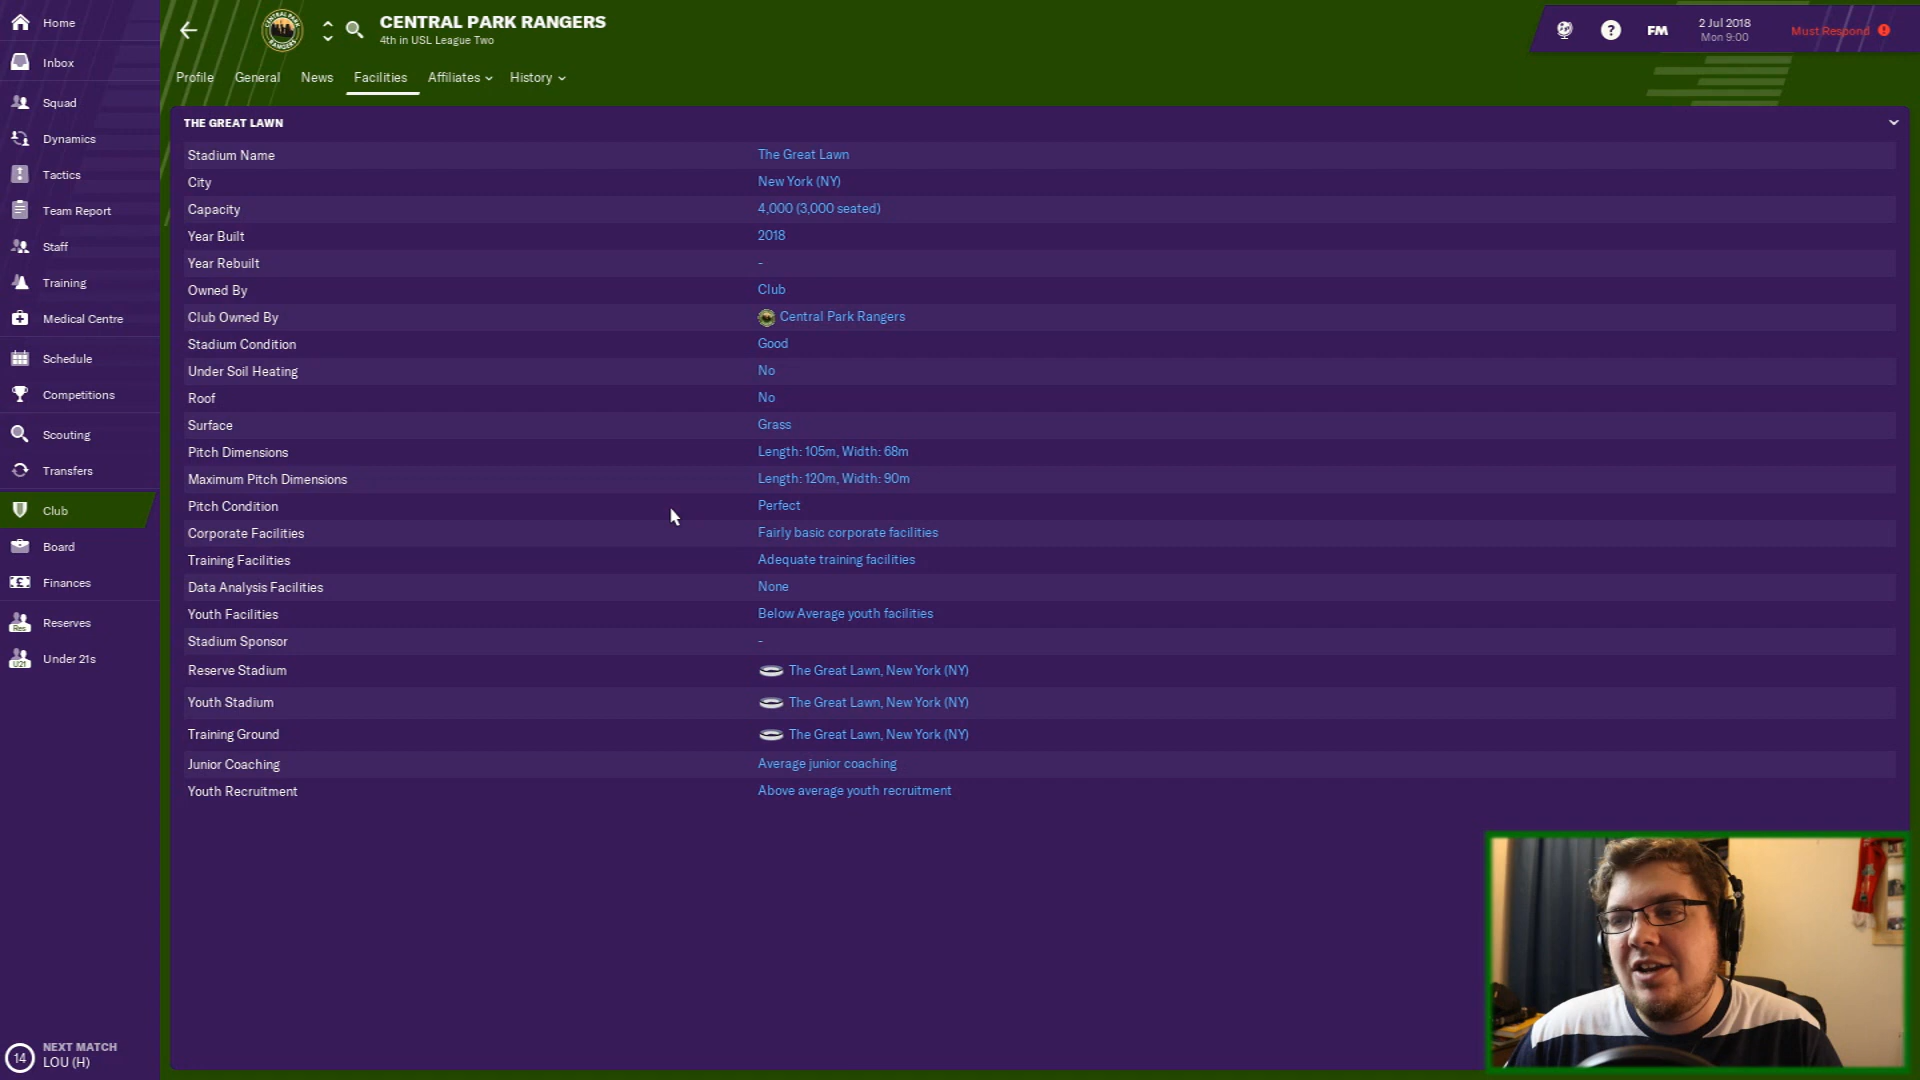 Home
Inbox
Squad
Dynamics
Tactics
Team Report
Staff
Training
Medical Centre
Schedule
Competitions
Scouting
Transfers
Club
Board
Finances
Res
Reserves
U21
Under 21s
14
NEXT MATCH
LOU (H)
CENTRAL PARK
RANGERS
CENTRAL PARK RANGERS
4th in USL League Two
?
FM
2 Jul 2018
Mon 9:00
Must Respond
Profile General News Facilities Affiliates History
THE GREAT LAWN
Stadium Name The Great Lawn
City New York (NY)
Capacity 4,000 (3,000 seated)
Year Built 2018
Year Rebuilt -
Owned By Club
Club Owned By Central Park Rangers
Stadium Condition Good
Under Soil Heating No
Roof No
Surface Grass
Pitch Dimensions Length: 105m, Width: 68m
Maximum Pitch Dimensions Length: 120m, Width: 90m
Pitch Condition Perfect
Corporate Facilities Fairly basic corporate facilities
Training Facilities Adequate training facilities
Data Analysis Facilities None
Youth Facilities Below Average youth facilities
Stadium Sponsor -
Reserve Stadium The Great Lawn, New York (NY)
Youth Stadium The Great Lawn, New York (NY)
Training Ground The Great Lawn, New York (NY)
Junior Coaching Average junior coaching
Youth Recruitment Above average youth recruitment